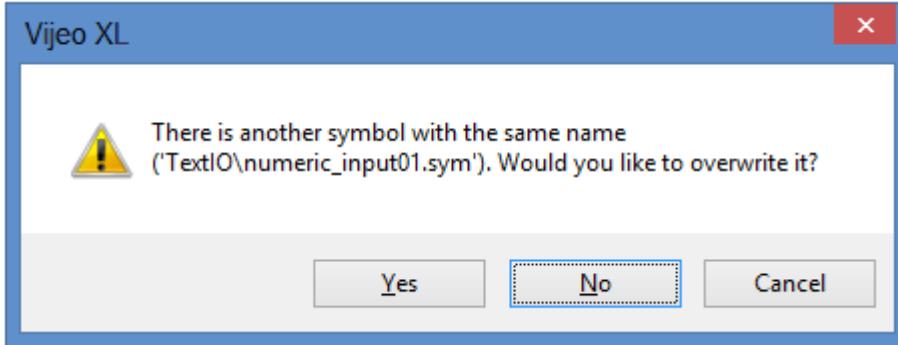 Vijeo XL
There is another symbol with the same name
('TextIO\numeric_input01.sym'). Would you like to overwrite it?
Yes No Cancel